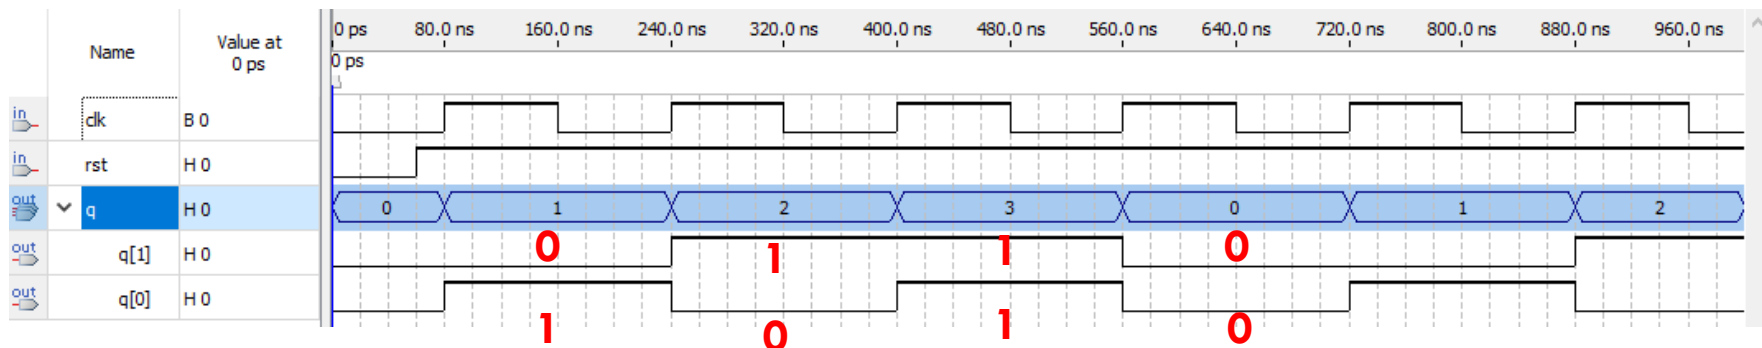 Name
Value at
0 ps
0 ps 80.0 ns 160.0 ns 240.0 ns 320.0 ns 400.0 ns 480.0 ns 560.0 ns 640.0 ns 720.0 ns 800.0 ns 880.0 ns 960.0 ns
0 ps
in clk B 0
in rst H 0
out q H 0 0 1 2 3 0 1 2
0 1 1 0
out q[1] H 0
out q[0] H 0
1 0 1 0